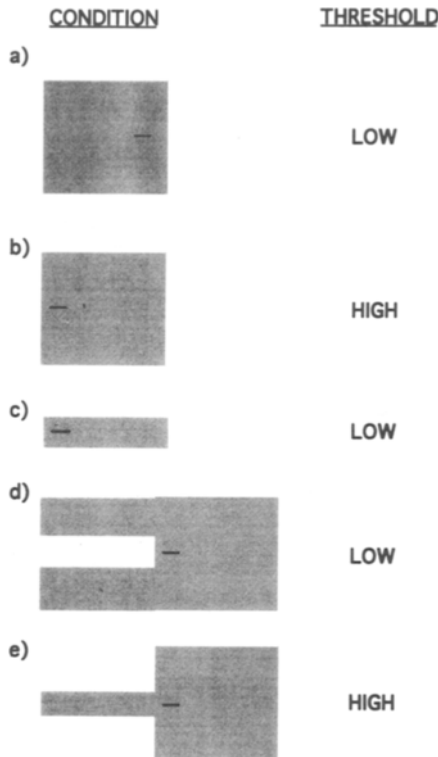 CONDITION THRESHOLD
a)
LOW
b)
HIGH
c)
LOW
d)
LOW
e)
HIGH